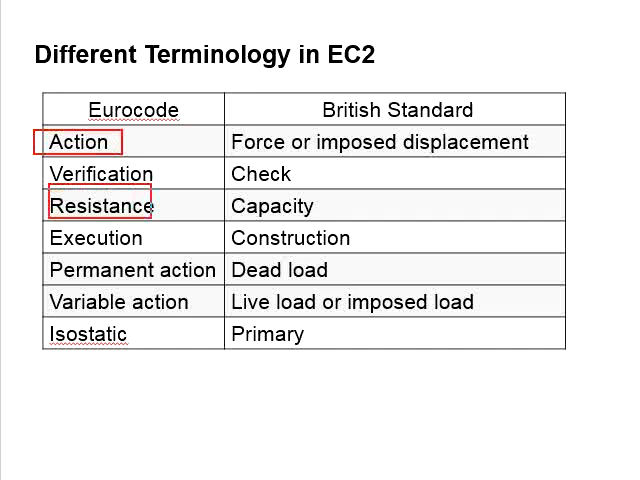 Different Terminology in EC2
Eurocode British Standard
Action Force or imposed displacement
Verification Check
Resistance Capacity
Execution Construction
Permanent action Dead load
Variable action Live load or imposed load
Isostatic Primary